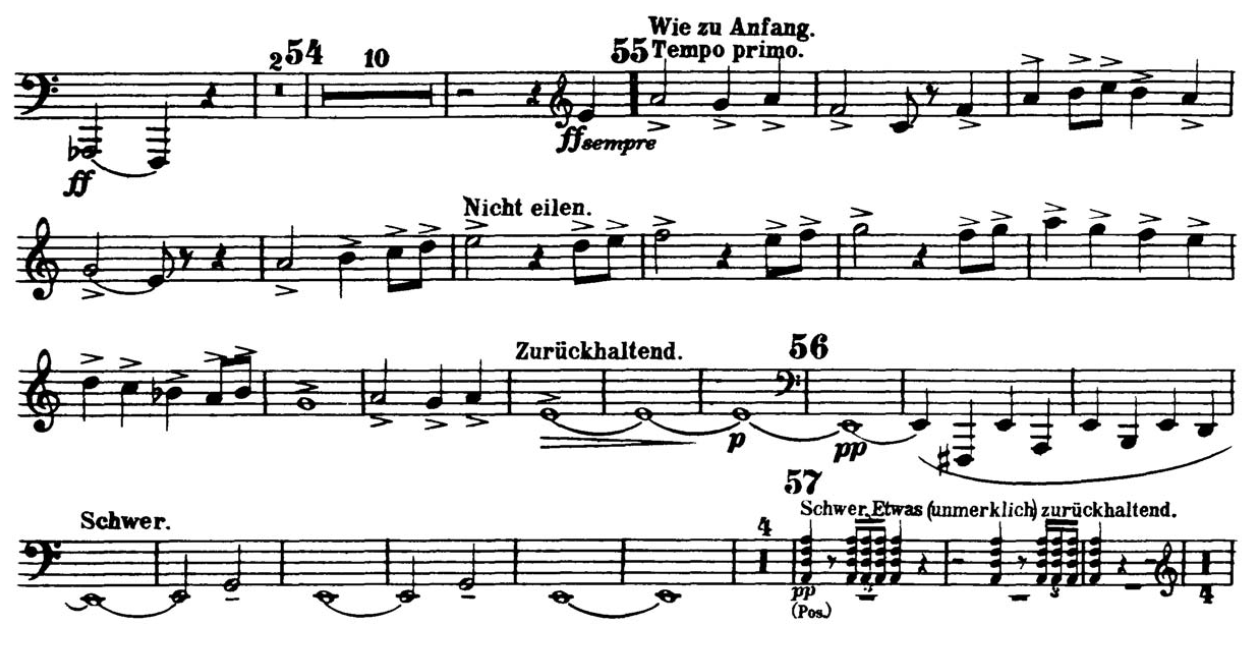 Wie zu Anfang.
2 54 10 55 Tempo primo.
ff ff sempre
Nicht eilen.
Zurückhaltend. 56
p pp
57
Schwer. Schwer. Etwas (unmerklich) zurückhaltend.
4
3 3
pp
(Pos.) 4